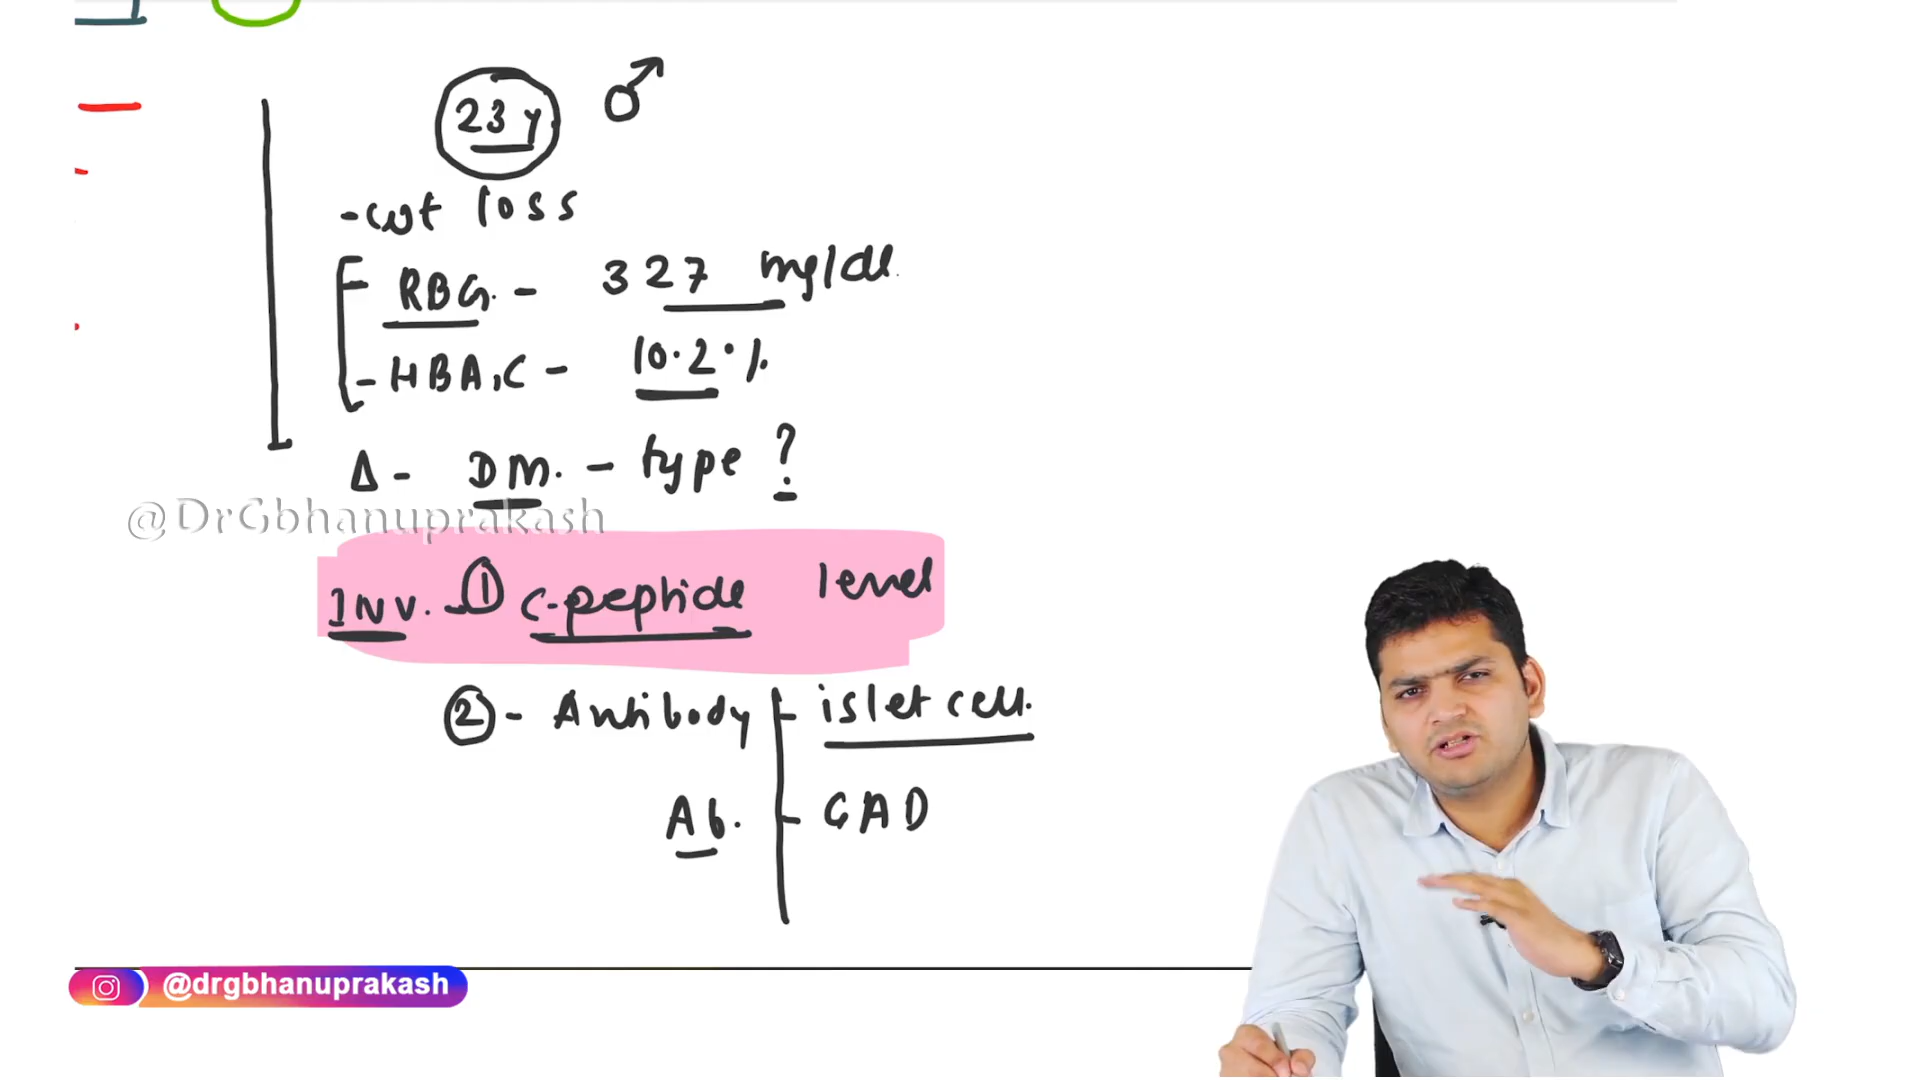 23 y ♂
- wt loss
- RBG. - 327 mg/dl.
- HBA1C - 10.2 %.
Δ - DM. - type ?
@DrGbhanuprakash
Inv. - ① C-peptide level
② - Antibody - islet cell.
Ab. - GAD
@drgbhanuprakash